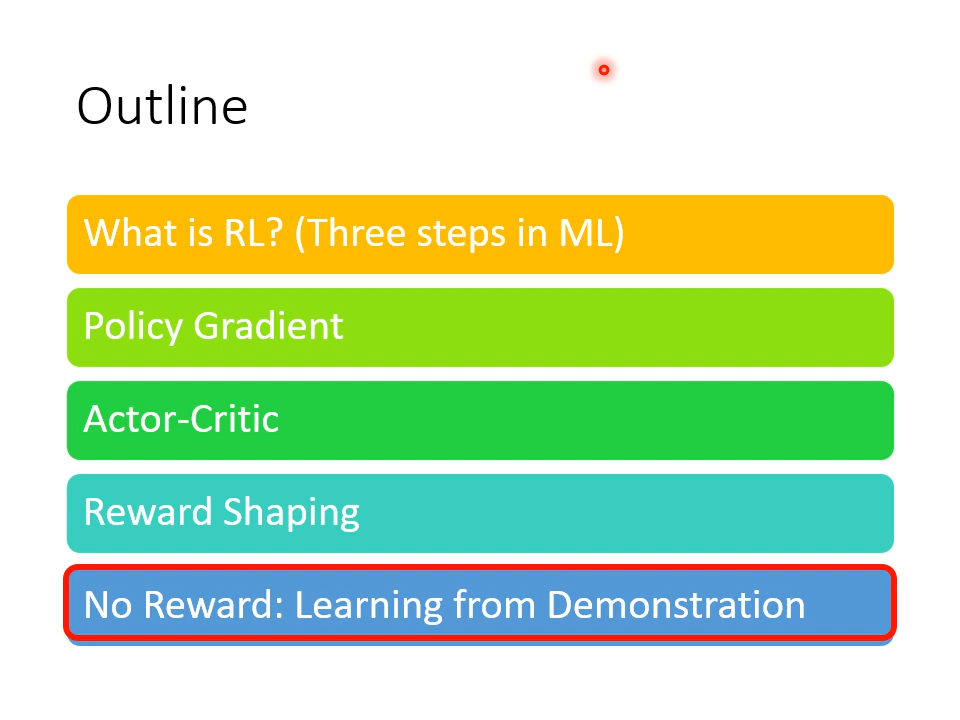 Outline
What is RL? (Three steps in ML)
Policy Gradient
Actor-Critic
Reward Shaping
No Reward: Learning from Demonstration